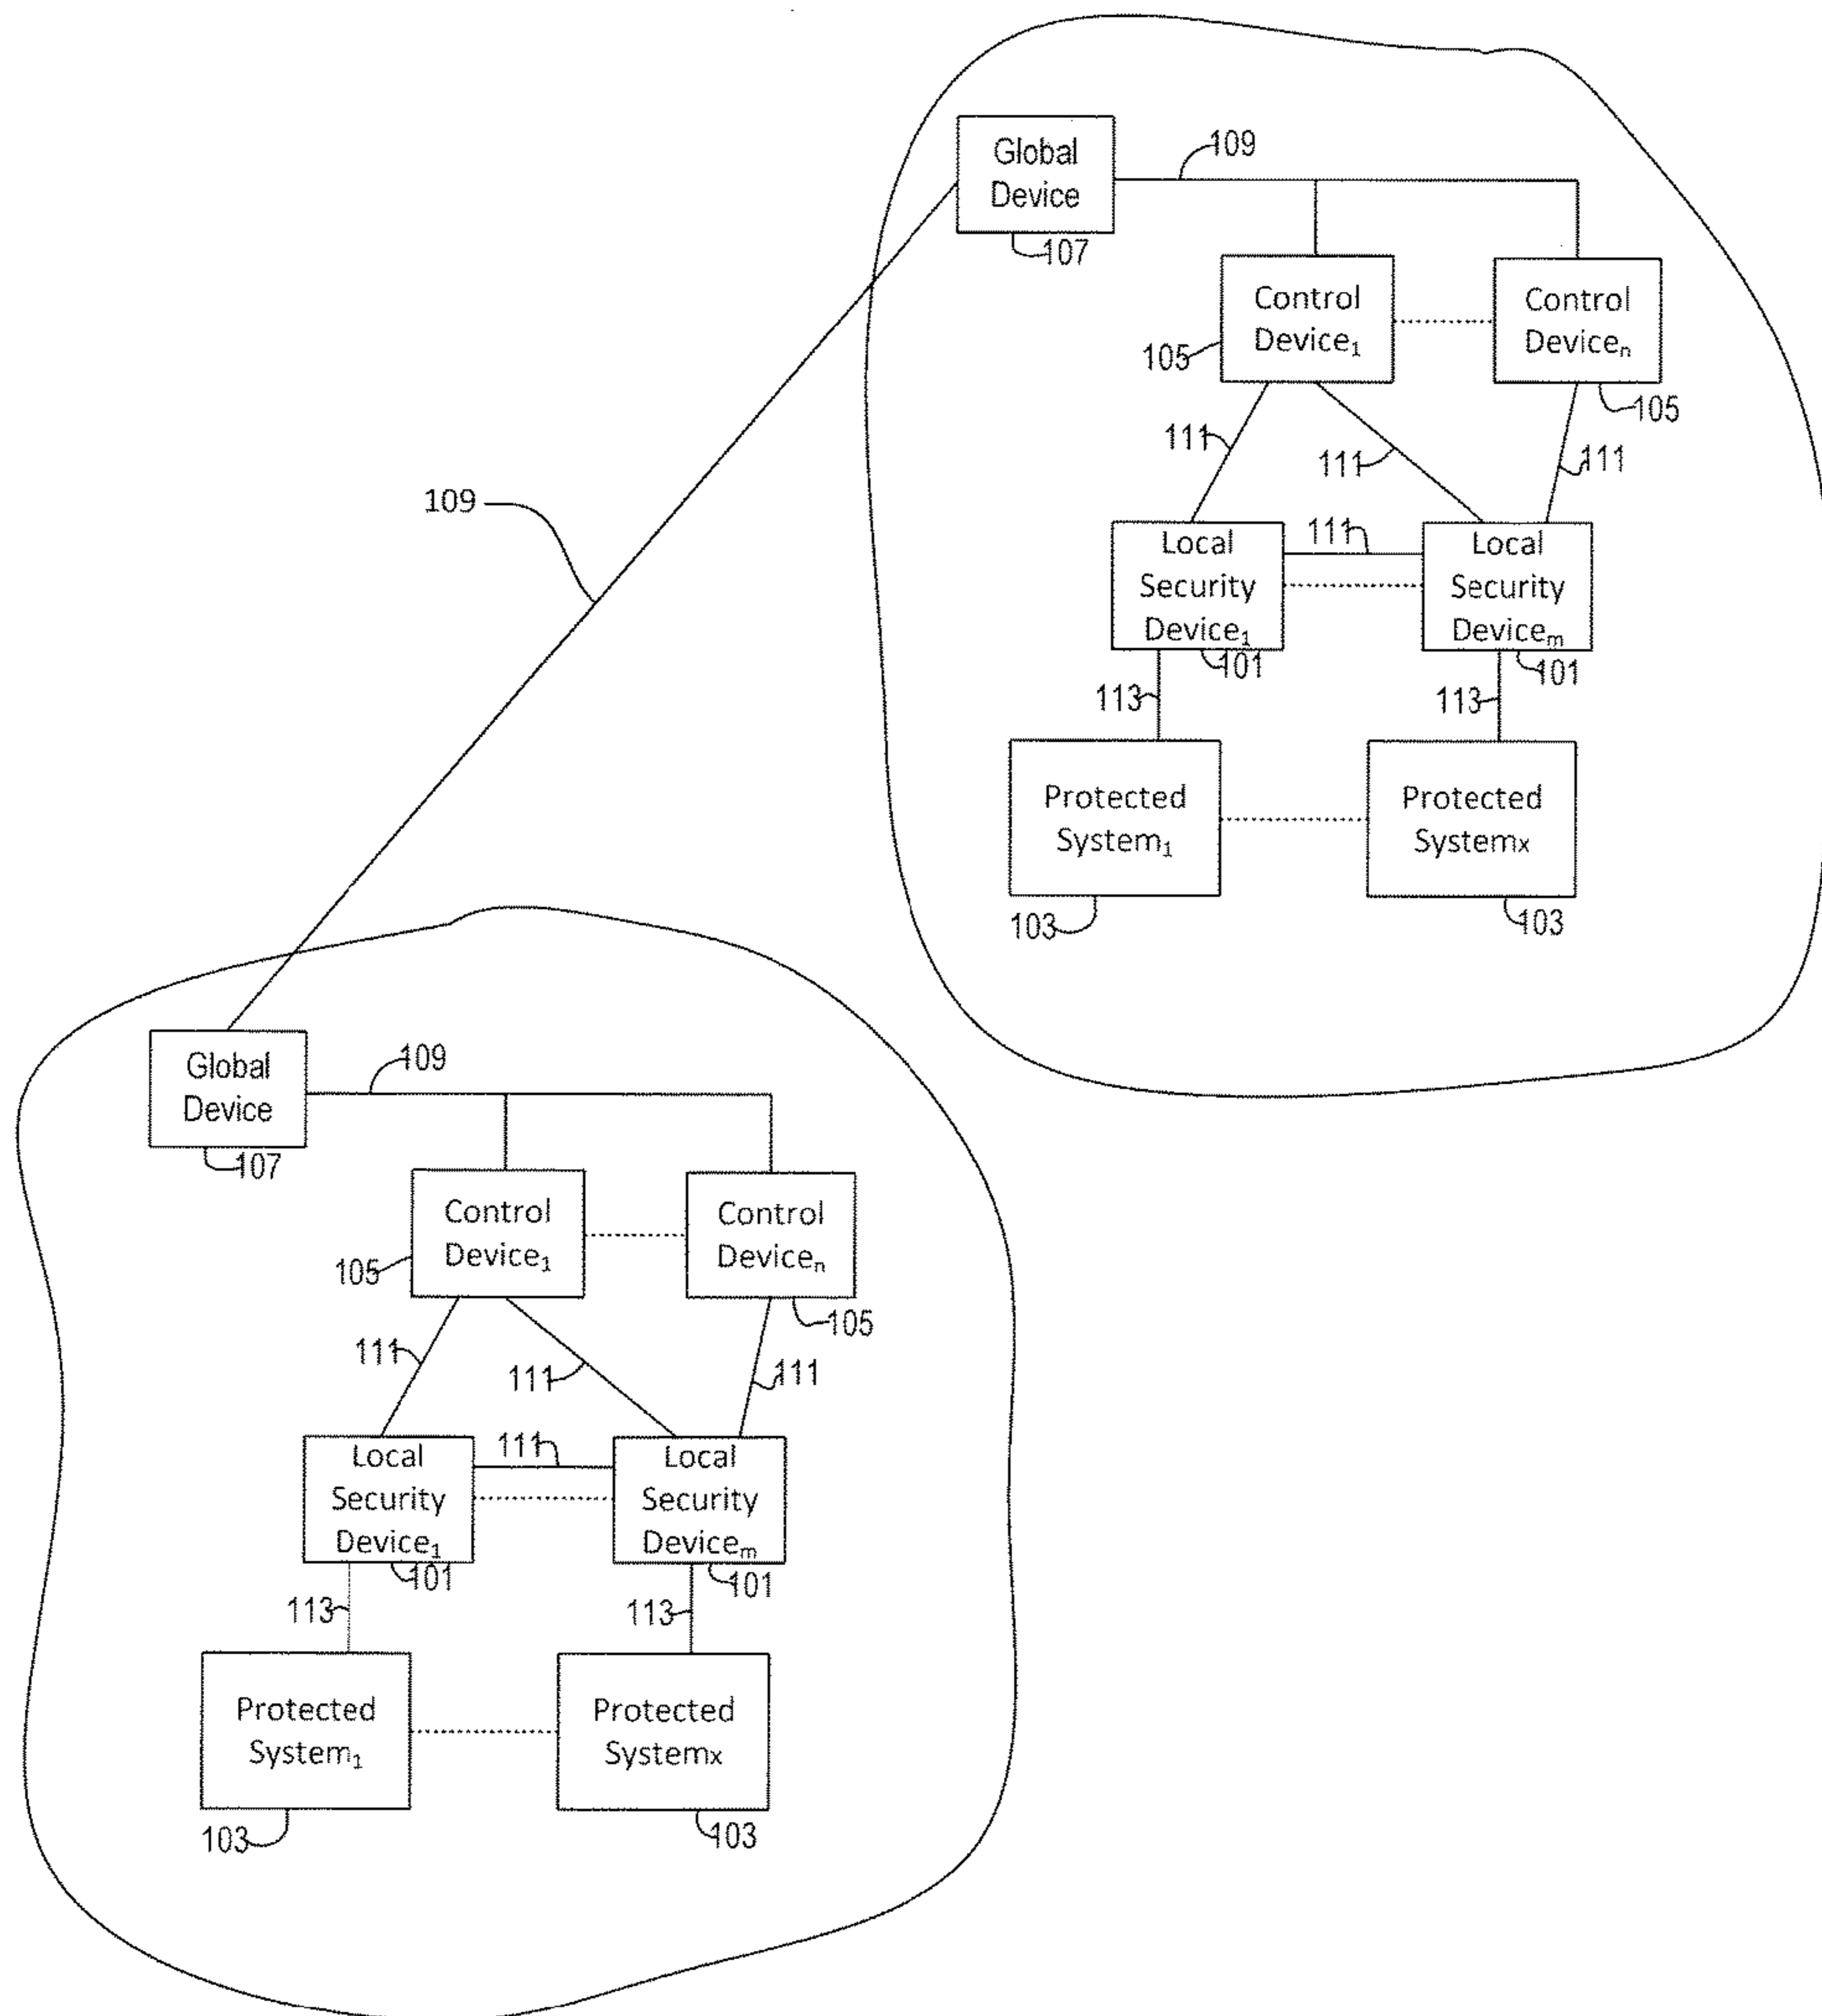 Global
Device
107
109
Control
Device₁
105
Control
Deviceₙ
105
111
111
111
109
111
Local
Security
Device₁
101
Local
Security
Deviceₘ
101
113
113
Protected
System₁
103
Protected
Systemx
103
Global
Device
107
109
Control
Device₁
105
Control
Deviceₙ
105
111
111
111
111
Local
Security
Device₁
101
Local
Security
Deviceₘ
101
113
113
Protected
System₁
103
Protected
Systemx
103